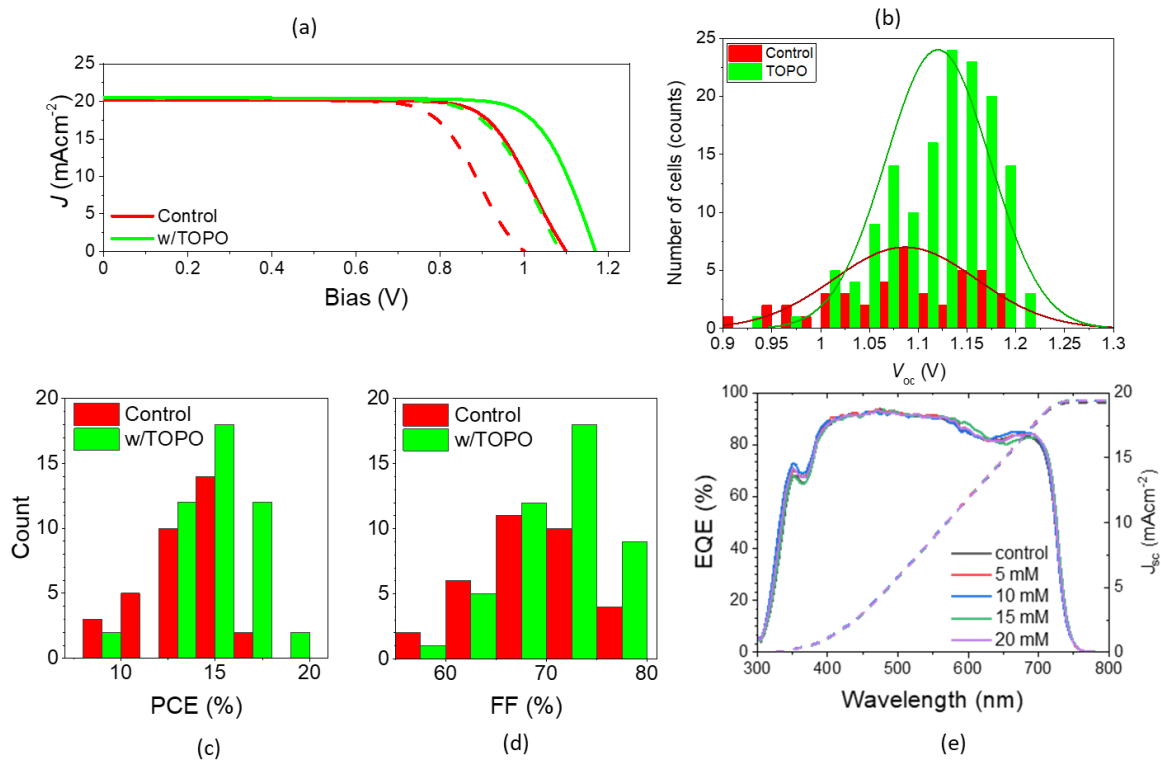 (a)
25
20
15
10
5
0
J (mAcm⁻²)
Control
w/TOPO
0
0.2
0.4
0.6
0.8
1
1.2
Bias (V)
(b)
Control
TOPO
25
20
15
10
5
0
Number of cells (counts)
0.9
0.95
1
1.05
1.1
1.15
1.2
1.25
1.3
Voc (V)
20
15
10
5
0
Count
Control
w/TOPO
10
15
20
PCE (%)
(c)
20
15
10
5
0
Control
w/TOPO
60
70
80
FF (%)
(d)
100
80
60
40
20
0
EQE (%)
control
5 mM
10 mM
15 mM
20 mM
20
15
10
5
0
Jsc (mAcm⁻²)
300
400
500
600
700
800
Wavelength (nm)
(e)